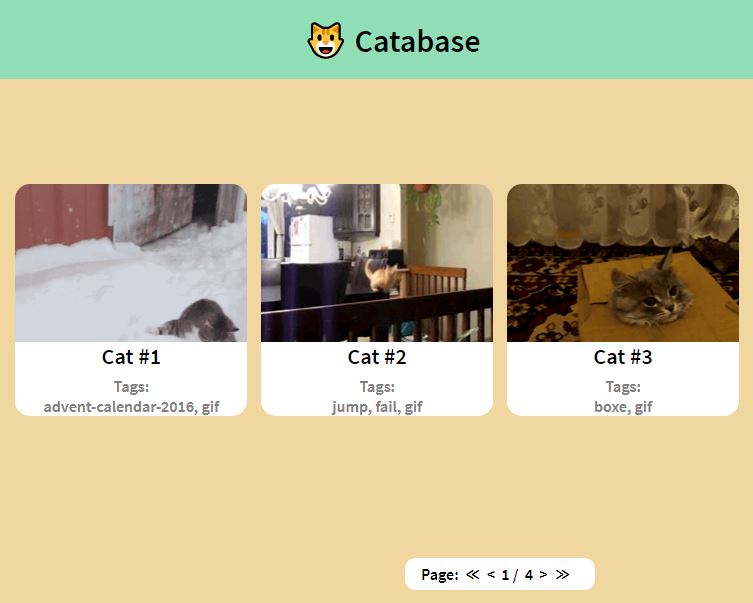 Catabase
Cat #1
Tags:
advent-calendar-2016, gif
Cat #2
Tags:
jump, fail, gif
Cat #3
Tags:
boxe, gif
Page: ≪ < 1 / 4 > ≫